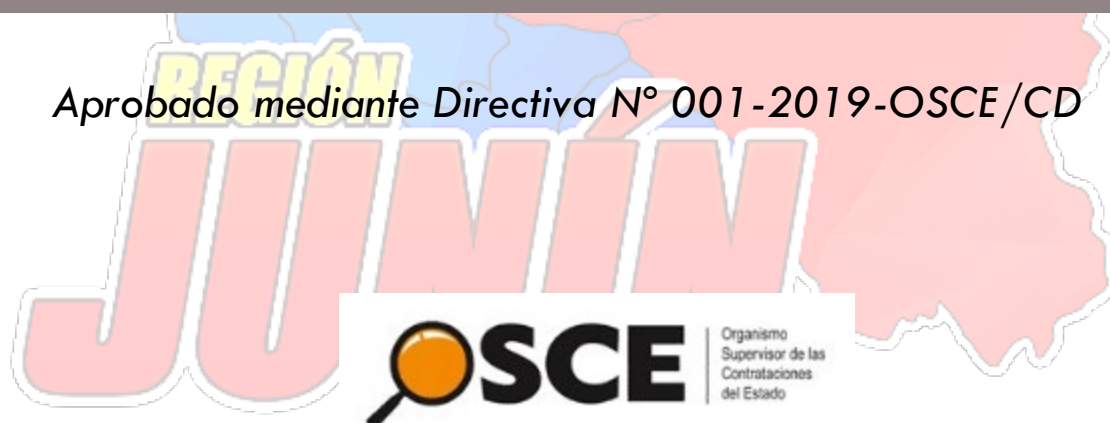 REGIÓN
Aprobado mediante Directiva N° 001-2019-OSCE/CD
JUNÍN
OSCE
Organismo
Supervisor de las
Contrataciones
del Estado